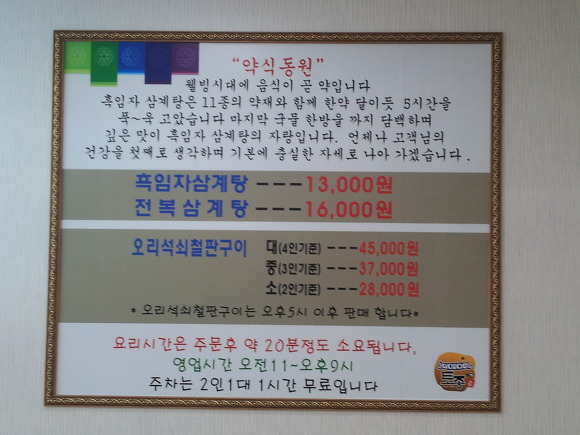 "약식동원"
웰빙시대에 음식이 곧 약입니다
흑임자 삼계탕은 11종의 약재와 함께 한약 달이듯 5시간을
푹~욱 고았습니다 마지막 국물 한방울 까지 담백하며
깊은 맛이 흑임자 삼계탕의 자랑입니다. 언제나 고객님의
건강을 첫째로 생각하며 기본에 충실한 자세로 나아 가겠습니다.
흑임자삼계탕 ---13,000원
전복삼계탕 ---16,000원
오리석쇠철판구이 대(4인기준) ---45,000원
중(3인기준) ---37,000원
소(2인기준) ---28,000원
* 오리석쇠철판구이는 오후5시 이후 판매 합니다*
요리시간은 주문후 약 20분정도 소요됩니다.
영업시간 오전11~오후9시
주차는 2인1대 1시간 무료입니다